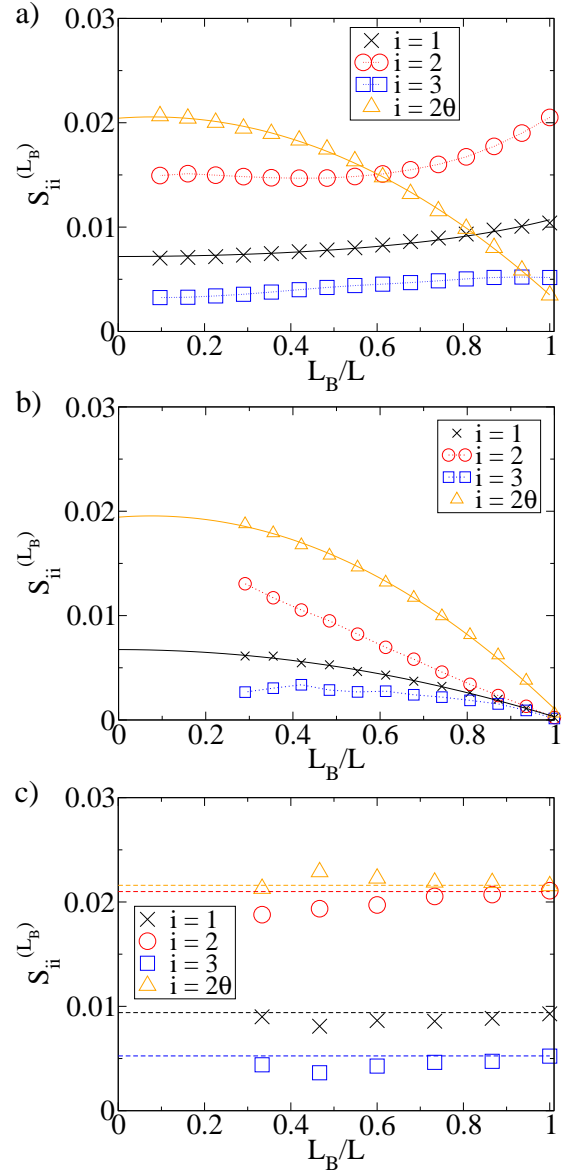 a)
0.03
0.02
0.01
0
S_ii^(L_B)
i = 1
i = 2
i = 3
i = 2θ
0 0.2 0.4 0.6 0.8 1
L_B/L
b)
0.03
0.02
0.01
0
S_ii^(L_B)
i = 1
i = 2
i = 3
i = 2θ
0 0.2 0.4 0.6 0.8 1
L_B/L
c)
0.03
0.02
0.01
0
S_ii^(L_B)
i = 1
i = 2
i = 3
i = 2θ
0 0.2 0.4 0.6 0.8 1
L_B/L